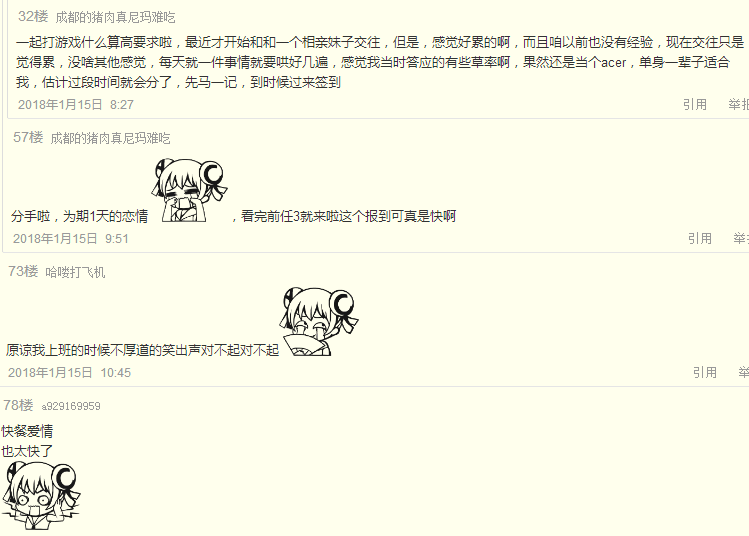 32楼 成都的猪肉真尼玛难吃
一起打游戏什么算高要求啦，最近才开始和和一个相亲妹子交往，但是，感觉好累的啊，而且咱以前也没有经验，现在交往只是
觉得累，没啥其他感觉，每天就一件事情就要哄好几遍，感觉我当时答应的有些草率啊，果然还是当个acer，单身一辈子适合
我，估计过段时间就会分了，先马一记，到时候过来签到
2018年1月15日 8:27 引用 举报
57楼 成都的猪肉真尼玛难吃
分手啦，为期1天的恋情 ，看完前任3就来啦这个报到可真是快啊
2018年1月15日 9:51 引用 举
73楼 哈喽打飞机
原谅我上班的时候不厚道的笑出声对不起对不起
2018年1月15日 10:45 引用 举
78楼 a929169959
快餐爱情
也太快了